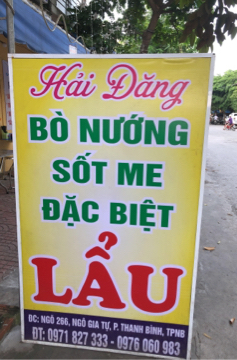 Hải Đăng
BÒ NƯỚNG
SỐT ME
ĐẶC BIỆT
LẨU
ĐC: NGÕ 266, NGÔ GIA TỰ, P. THANH BÌNH, TPNB
ĐT: 0971 827 333 - 0976 060 983